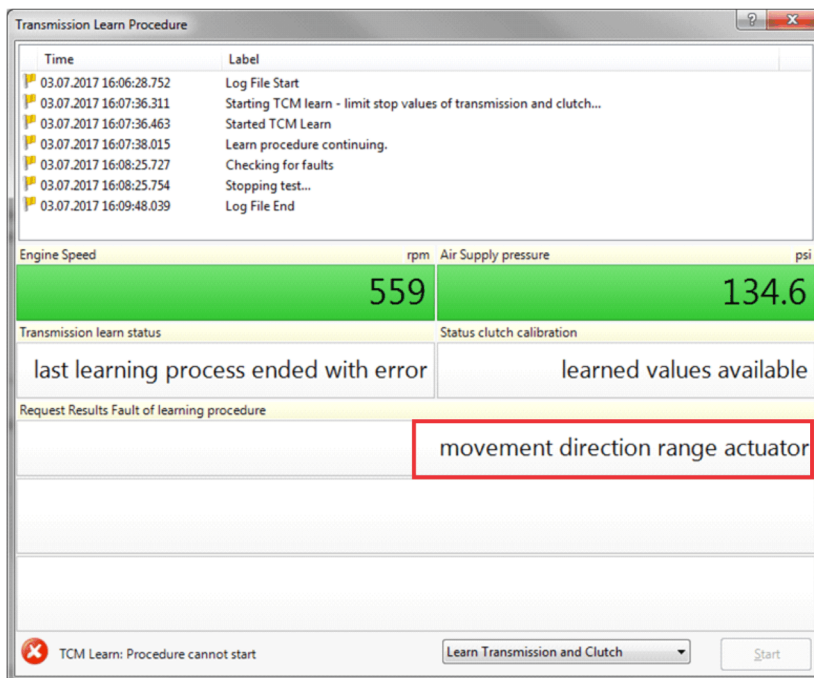 Transmission Learn Procedure
Time Label
03.07.2017 16:06:28.752 Log File Start
03.07.2017 16:07:36.311 Starting TCM learn - limit stop values of transmission and clutch...
03.07.2017 16:07:36.463 Started TCM Learn
03.07.2017 16:07:38.015 Learn procedure continuing.
03.07.2017 16:08:25.727 Checking for faults
03.07.2017 16:08:25.754 Stopping test...
03.07.2017 16:09:48.039 Log File End
Engine Speed rpm Air Supply pressure psi
559 134.6
Transmission learn status Status clutch calibration
last learning process ended with error learned values available
Request Results Fault of learning procedure
movement direction range actuator
TCM Learn: Procedure cannot start Learn Transmission and Clutch Start